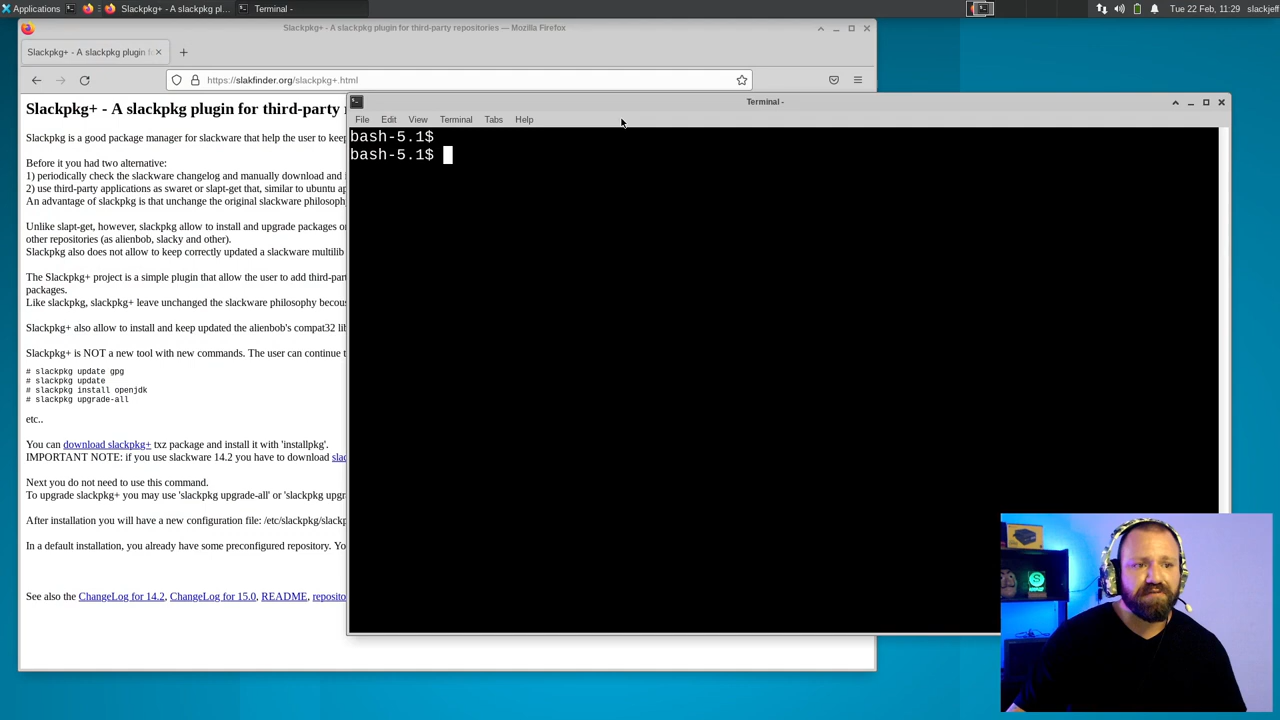 Applications
Slackpkg+ - A slackpkg pl...
Terminal -
Tue 22 Feb, 11:29
slackjeff
Slackpkg+ - A slackpkg plugin for third-party repositories — Mozilla Firefox
Slackpkg+ - A slackpkg plugin f
https://slakfinder.org/slackpkg+.html
Slackpkg+ - A slackpkg plugin for third-party
Slackpkg is a good package manager for slackware that help the user to keep
Before it you had two alternative:
1) periodically check the slackware changelog and manually download and i
2) use third-party applications as swaret or slapt-get that, similar to ubuntu ap
An advantage of slackpkg is that unchange the original slackware philosoph
Unlike slapt-get, however, slackpkg allow to install and upgrade packages on
other repositories (as alienbob, slacky and other).
Slackpkg also does not allow to keep correctly updated a slackware multilib
The Slackpkg+ project is a simple plugin that allow the user to add third-part
packages.
Like slackpkg, slackpkg+ leave unchanged the slackware philosophy becous
Slackpkg+ also allow to install and keep updated the alienbob's compat32 lib
Slackpkg+ is NOT a new tool with new commands. The user can continue t
# slackpkg update gpg
# slackpkg update
# slackpkg install openjdk
# slackpkg upgrade-all
etc..
You can download slackpkg+ txz package and install it with 'installpkg'.
IMPORTANT NOTE: if you use slackware 14.2 you have to download slac
Next you do not need to use this command.
To upgrade slackpkg+ you may use 'slackpkg upgrade-all' or 'slackpkg upgr
After installation you will have a new configuration file: /etc/slackpkg/slackp
In a default installation, you already have some preconfigured repository. Yo
See also the ChangeLog for 14.2, ChangeLog for 15.0, README, reposito
Terminal -
File Edit View Terminal Tabs Help
bash-5.1$
bash-5.1$